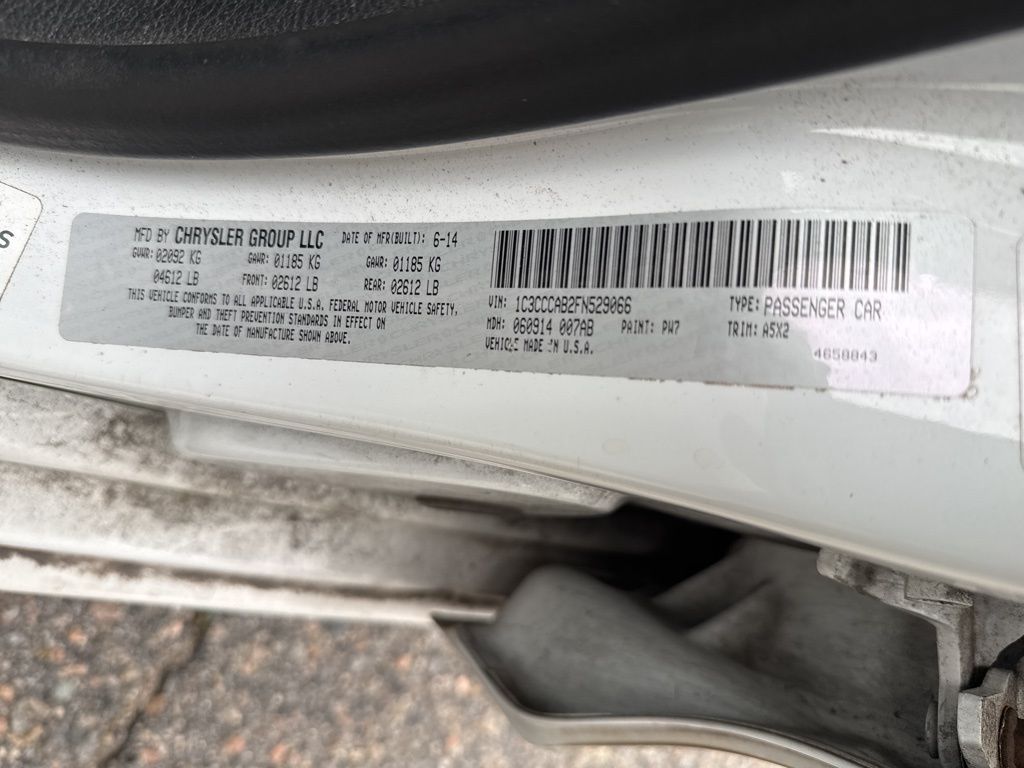 S
MFD BY CHRYSLER GROUP LLC DATE OF MFR(BUILT): 6-14
GVWR: 02092 KG GAWR: 01185 KG GAWR: 01185 KG
04612 LB FRONT: 02612 LB REAR: 02612 LB
THIS VEHICLE CONFORMS TO ALL APPLICABLE U.S.A. FEDERAL MOTOR VEHICLE SAFETY,
BUMPER AND THEFT PREVENTION STANDARDS IN EFFECT ON
THE DATE OF MANUFACTURE SHOWN ABOVE.
VIN: 1C3CCCAB2FN529066 TYPE: PASSENGER CAR
MDH: 060914 007AB PAINT: PW7 TRIM: A5X2
VEHICLE MADE IN U.S.A. 4658843